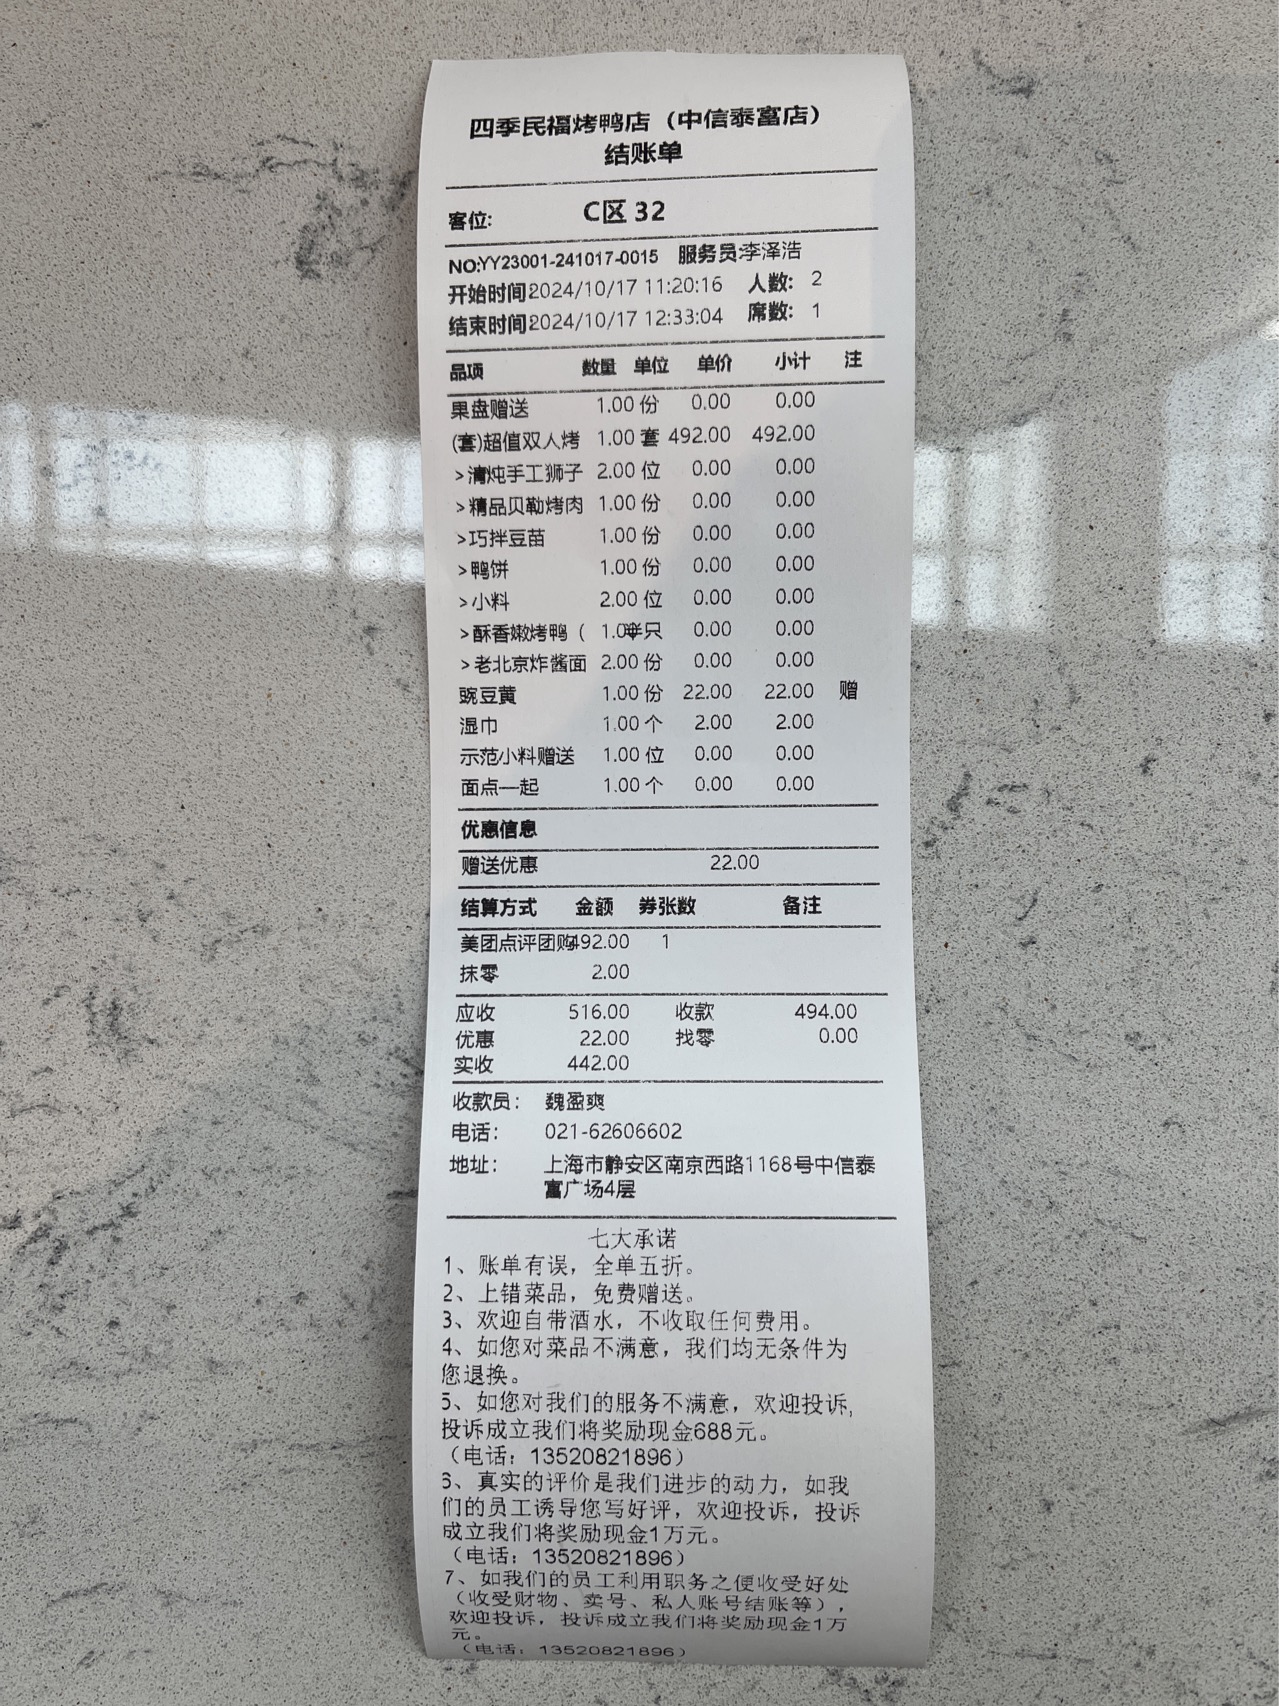 四季民福烤鸭店（中信泰富店）
结账单
客位: C区 32
NO:YY23001-241017-0015 服务员:李泽浩
开始时间2024/10/17 11:20:16 人数: 2
结束时间2024/10/17 12:33:04 席数: 1
品项 数量 单位 单价 小计 注
果盘赠送 1.00 份 0.00 0.00
(套)超值双人烤 1.00 套 492.00 492.00
>清炖手工狮子 2.00 位 0.00 0.00
>精品贝勒烤肉 1.00 份 0.00 0.00
>巧拌豆苗 1.00 份 0.00 0.00
>鸭饼 1.00 份 0.00 0.00
>小料 2.00 位 0.00 0.00
>酥香嫩烤鸭（ 1.00半只 0.00 0.00
>老北京炸酱面 2.00 份 0.00 0.00
豌豆黄 1.00 份 22.00 22.00 赠
湿巾 1.00 个 2.00 2.00
示范小料赠送 1.00 位 0.00 0.00
面点一起 1.00 个 0.00 0.00
优惠信息
赠送优惠 22.00
结算方式 金额 券张数 备注
美团点评团购492.00 1
抹零 2.00
应收 516.00 收款 494.00
优惠 22.00 找零 0.00
实收 442.00
收款员： 魏盈爽
电话： 021-62606602
地址： 上海市静安区南京西路1168号中信泰
富广场4层
七大承诺
1、账单有误，全单五折。
2、上错菜品，免费赠送。
3、欢迎自带酒水，不收取任何费用。
4、如您对菜品不满意，我们均无条件为
您退换。
5、如您对我们的服务不满意，欢迎投诉，
投诉成立我们将奖励现金688元。
（电话：13520821896）
6、真实的评价是我们进步的动力，如我
们的员工诱导您写好评，欢迎投诉，投诉
成立我们将奖励现金1万元。
（电话：13520821896）
7、如我们的员工利用职务之便收受好处
（收受财物、卖号、私人账号结账等），
欢迎投诉，投诉成立我们将奖励现金1万
元。
（电话：13520821896）